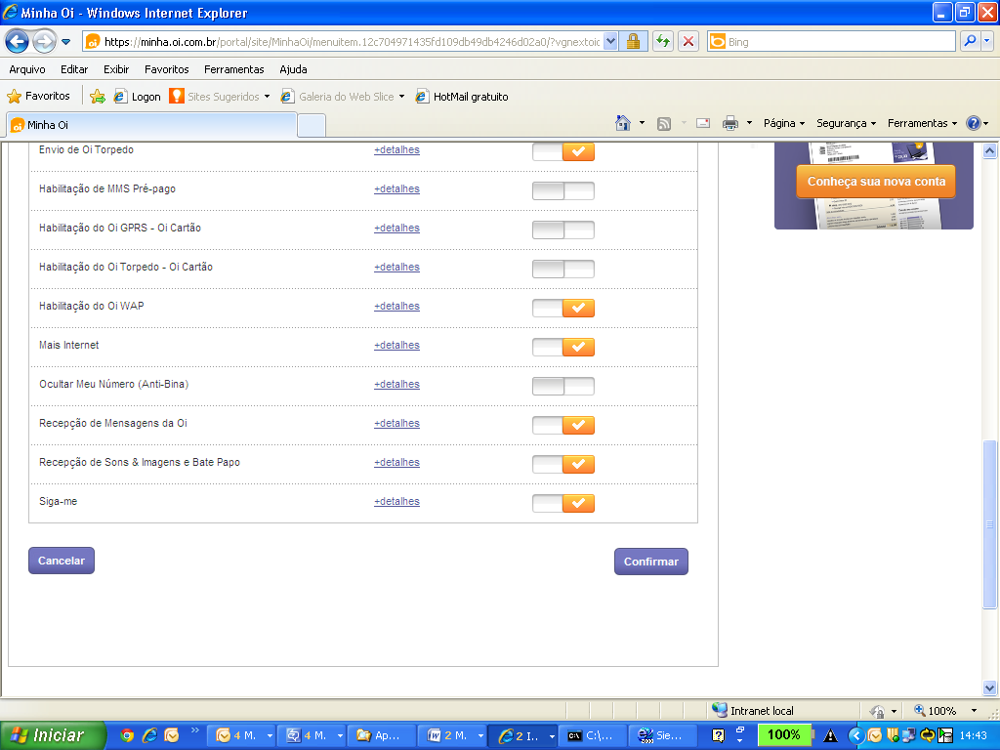 Minha Oi - Windows Internet Explorer
https://minha.oi.com.br/portal/site/MinhaOi/menuitem.12c704971435fd109db49db4246d02a0/?vgnextoic
Bing
Arquivo Editar Exibir Favoritos Ferramentas Ajuda
Favoritos Logon Sites Sugeridos Galeria do Web Slice HotMail gratuito
Minha Oi Página Segurança Ferramentas
Envio de Oi Torpedo +detalhes
Conheça sua nova conta
Habilitação de MMS Pré-pago +detalhes
Habilitação do Oi GPRS - Oi Cartão +detalhes
Habilitação do Oi Torpedo - Oi Cartão +detalhes
Habilitação do Oi WAP +detalhes
Mais Internet +detalhes
Ocultar Meu Número (Anti-Bina) +detalhes
Recepção de Mensagens da Oi +detalhes
Recepção de Sons & Imagens e Bate Papo +detalhes
Siga-me +detalhes
Cancelar Confirmar
Intranet local 100%
Iniciar » 4 M. 4 M. Ap... 2 M. 2 I.. C:\... Sie... 100% 14:43